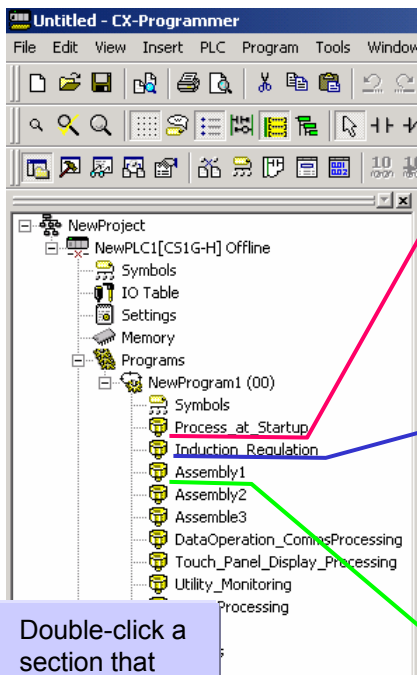 Untitled - CX-Programmer
File Edit View Insert PLC Program Tools Window
NewProject
NewPLC1[CS1G-H] Offline
Symbols
IO Table
Settings
Memory
Programs
NewProgram1 (00)
Symbols
Process_at_Startup
Induction_Regulation
Assembly1
Assembly2
Assemble3
DataOperation_CommsProcessing
Touch_Panel_Display_Processing
Utility_Monitoring
Processing
Double-click a
section that